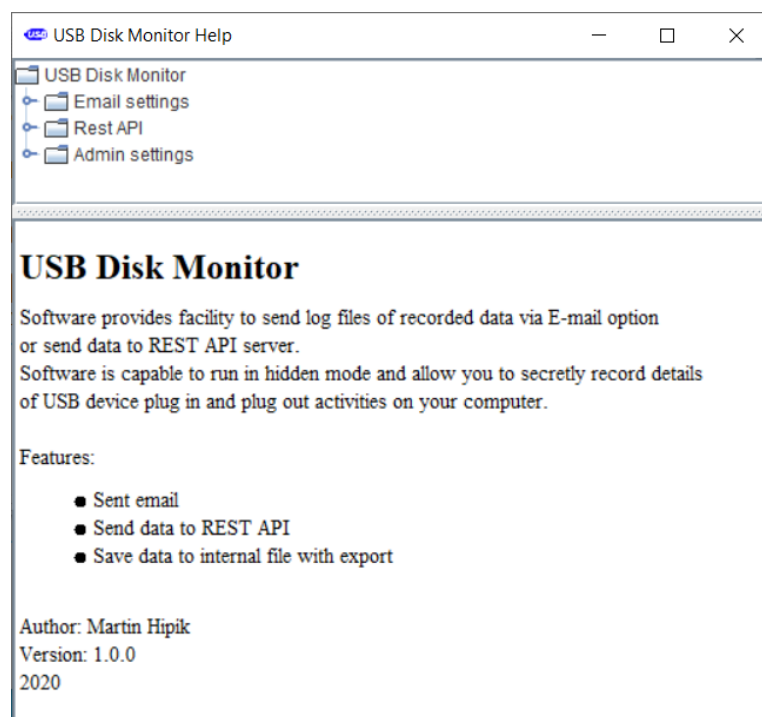 USB USB Disk Monitor Help
USB Disk Monitor
Email settings
Rest API
Admin settings
USB Disk Monitor
Software provides facility to send log files of recorded data via E-mail option
or send data to REST API server.
Software is capable to run in hidden mode and allow you to secretly record details
of USB device plug in and plug out activities on your computer.
Features:
Sent email
Send data to REST API
Save data to internal file with export
Author: Martin Hipik
Version: 1.0.0
2020